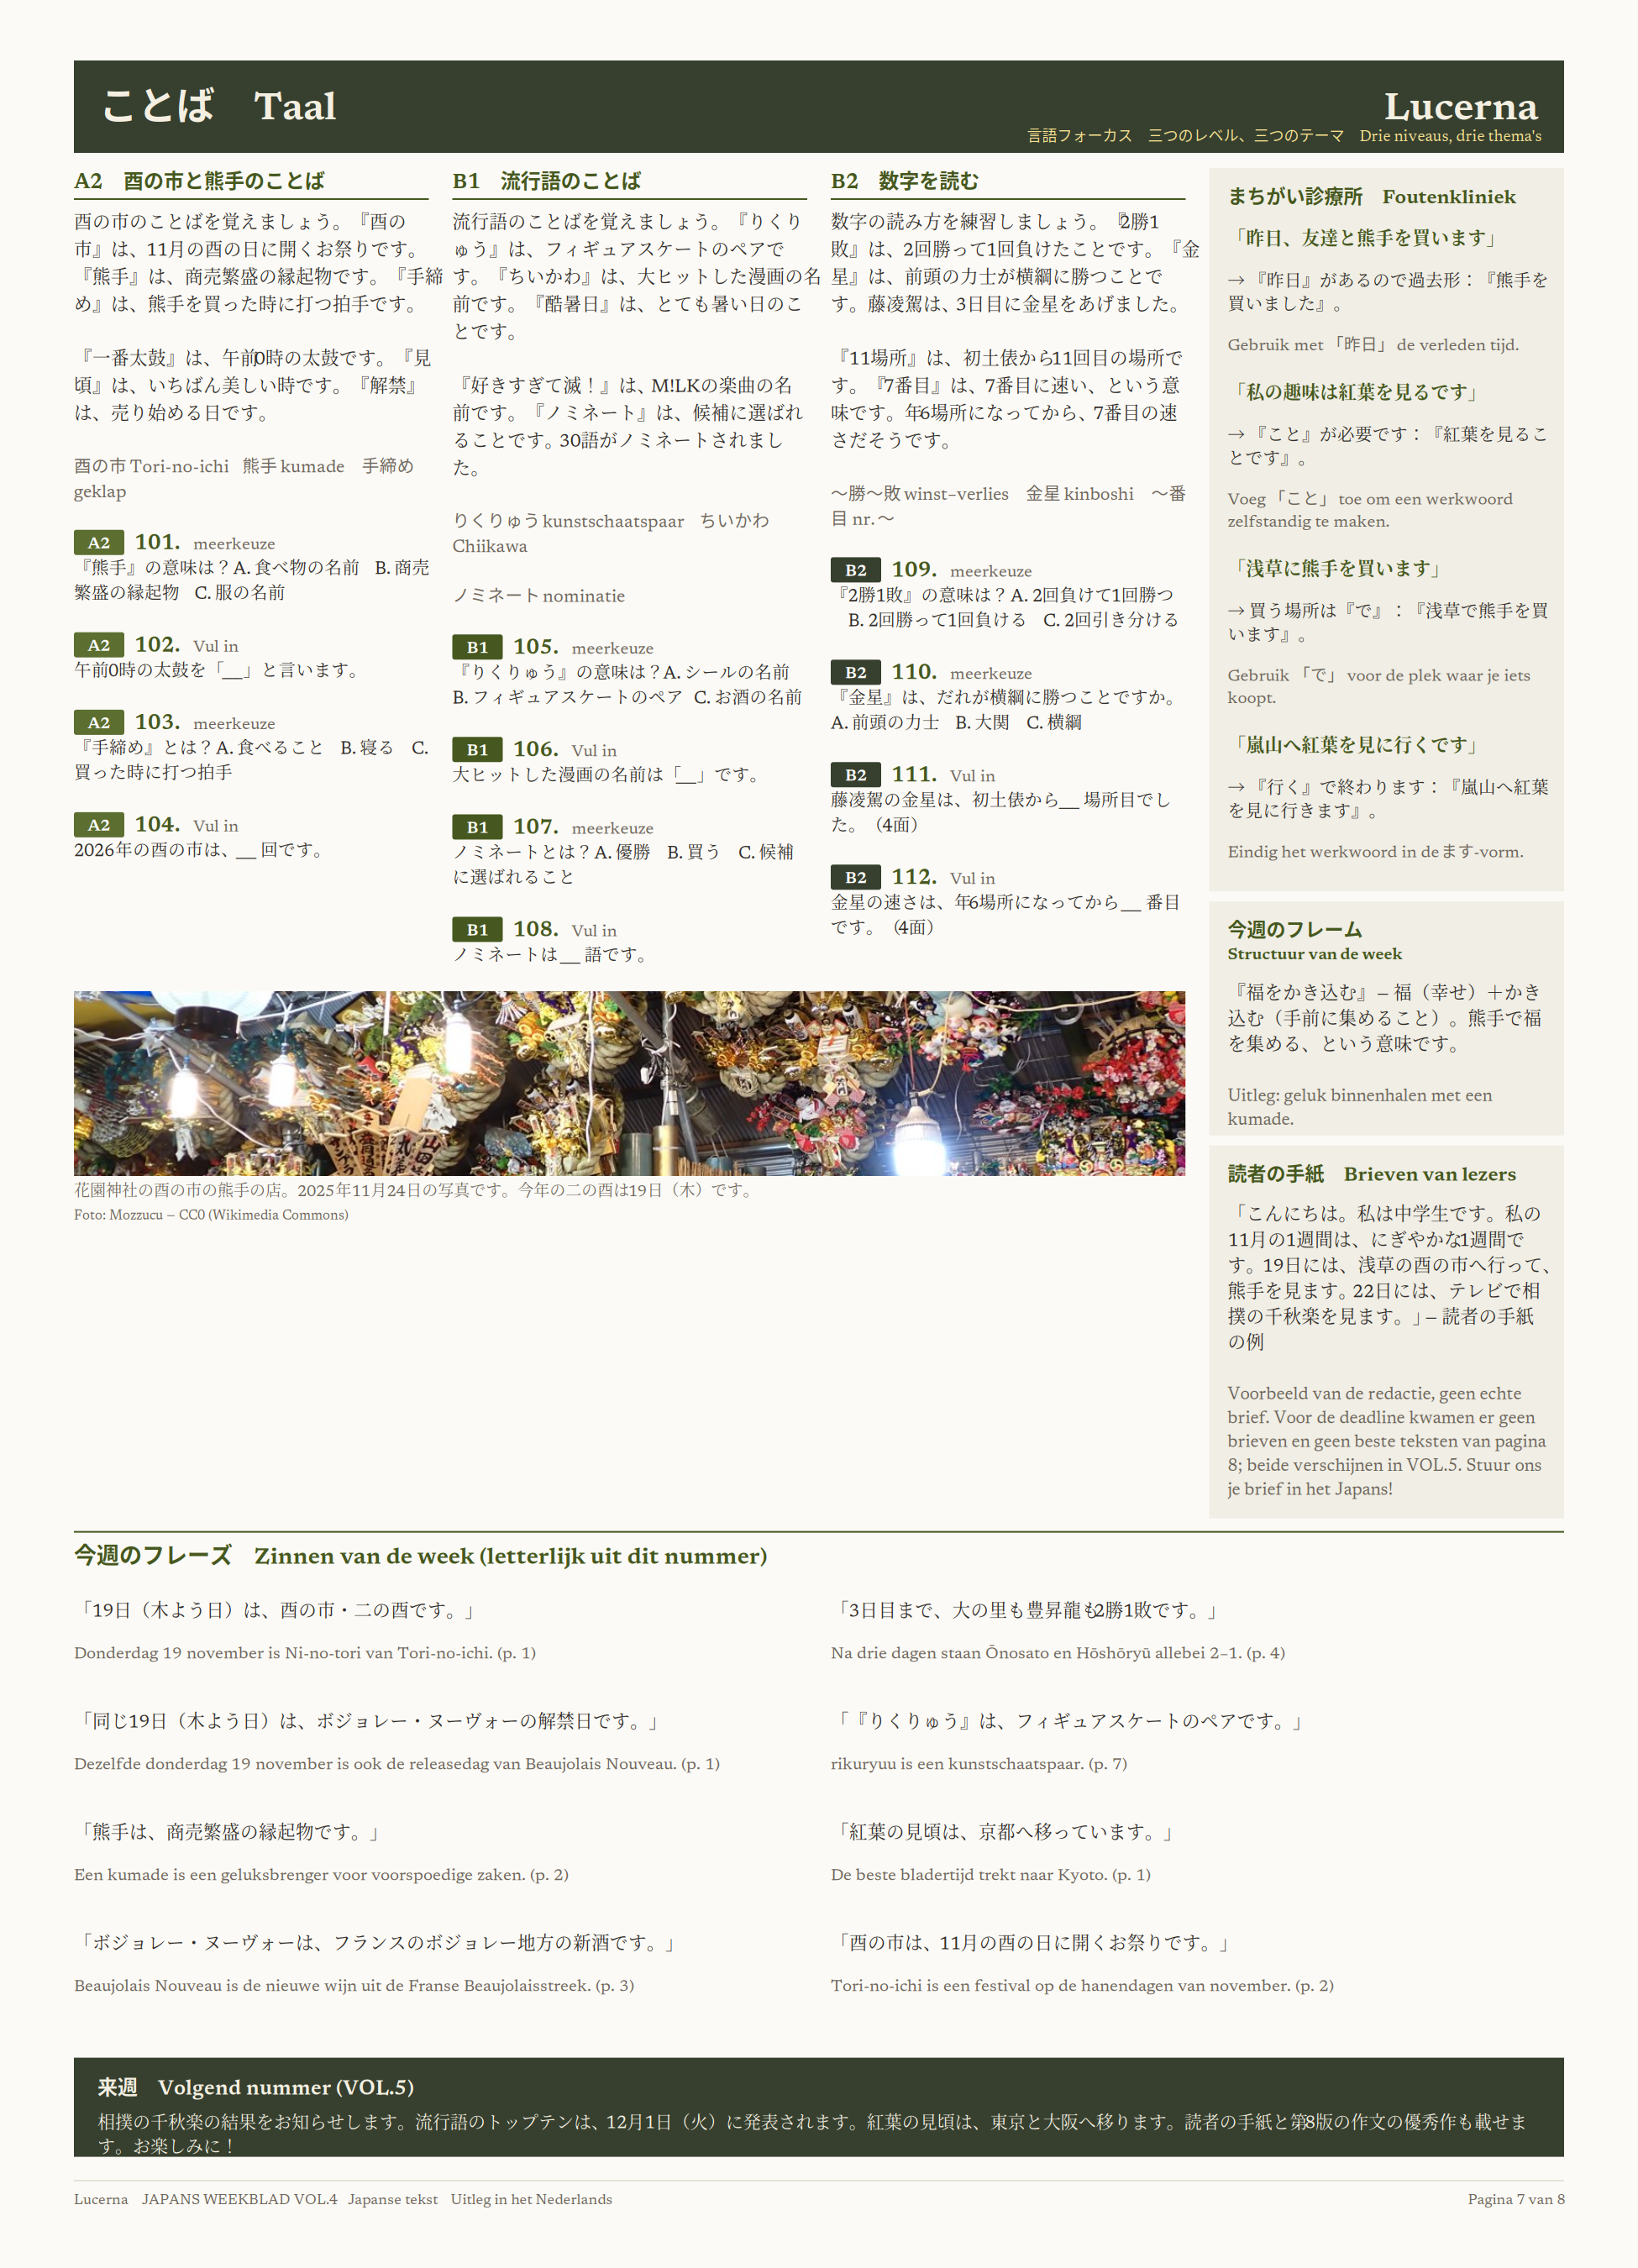 ことば　Taal
Lucerna
言語フォーカス　三つのレベル、三つのテーマ　Drie niveaus, drie thema's
A2　酉の市と熊手のことば
酉の市のことばを覚えましょう。『酉の
市』は、11月の酉の日に開くお祭りです。
『熊手』は、商売繁盛の縁起物です。『手締
め』は、熊手を買った時に打つ拍手です。
『一番太鼓』は、午前0時の太鼓です。『見
頃』は、いちばん美しい時です。『解禁』
は、売り始める日です。
酉の市 Tori-no-ichi　熊手 kumade　手締め
geklap
A2 101. meerkeuze
『熊手』の意味は？A. 食べ物の名前　B. 商売
繁盛の縁起物　C. 服の名前
A2 102. Vul in
午前0時の太鼓を「__」と言います。
A2 103. meerkeuze
『手締め』とは？A. 食べること　B. 寝る　C.
買った時に打つ拍手
A2 104. Vul in
2026年の酉の市は、__ 回です。
B1　流行語のことば
流行語のことばを覚えましょう。『りくり
ゅう』は、フィギュアスケートのペアで
す。『ちいかわ』は、大ヒットした漫画の名
前です。『酷暑日』は、とても暑い日のこ
とです。
『好きすぎて滅！』は、M!LKの楽曲の名
前です。『ノミネート』は、候補に選ばれ
ることです。30語がノミネートされまし
た。
りくりゅう kunstschaatspaar　ちいかわ
Chiikawa
ノミネート nominatie
B1 105. meerkeuze
『りくりゅう』の意味は？A. シールの名前
B. フィギュアスケートのペア　C. お酒の名前
B1 106. Vul in
大ヒットした漫画の名前は「__」です。
B1 107. meerkeuze
ノミネートとは？A. 優勝　B. 買う　C. 候補
に選ばれること
B1 108. Vul in
ノミネートは__ 語です。
B2　数字を読む
数字の読み方を練習しましょう。『2勝1
敗』は、2回勝って1回負けたことです。『金
星』は、前頭の力士が横綱に勝つことで
す。藤凌駕は、3日目に金星をあげました。
『11場所』は、初土俵から11回目の場所で
す。『7番目』は、7番目に速い、という意
味です。年6場所になってから、7番目の速
さだそうです。
～勝～敗 winst–verlies　金星 kinboshi　～番
目 nr.～
B2 109. meerkeuze
『2勝1敗』の意味は？A. 2回負けて1回勝つ
B. 2回勝って1回負ける　C. 2回引き分ける
B2 110. meerkeuze
『金星』は、だれが横綱に勝つことですか。
A. 前頭の力士　B. 大関　C. 横綱
B2 111. Vul in
藤凌駕の金星は、初土俵から__ 場所目でし
た。（4面）
B2 112. Vul in
金星の速さは、年6場所になってから__ 番目
です。（4面）
花園神社の酉の市の熊手の店。2025年11月24日の写真です。今年の二の酉は19日（木）です。
Foto: Mozzucu – CC0 (Wikimedia Commons)
まちがい診療所　Foutenkliniek
「昨日、友達と熊手を買います」
→『昨日』があるので過去形：『熊手を
買いました』。
Gebruik met 「昨日」 de verleden tijd.
「私の趣味は紅葉を見るです」
→『こと』が必要です：『紅葉を見るこ
とです』。
Voeg 「こと」 toe om een werkwoord
zelfstandig te maken.
「浅草に熊手を買います」
→ 買う場所は『で』：『浅草で熊手を買
います』。
Gebruik 「で」 voor de plek waar je iets
koopt.
「嵐山へ紅葉を見に行くです」
→『行く』で終わります：『嵐山へ紅葉
を見に行きます』。
Eindig het werkwoord in de ます-vorm.
今週のフレーム
Structuur van de week
『福をかき込む』– 福（幸せ）＋かき
込む（手前に集めること）。熊手で福
を集める、という意味です。
Uitleg: geluk binnenhalen met een
kumade.
読者の手紙　Brieven van lezers
「こんにちは。私は中学生です。私の
11月の1週間は、にぎやかな1週間で
す。19日には、浅草の酉の市へ行って、
熊手を見ます。22日には、テレビで相
撲の千秋楽を見ます。」– 読者の手紙
の例
Voorbeeld van de redactie, geen echte
brief. Voor de deadline kwamen er geen
brieven en geen beste teksten van pagina
8; beide verschijnen in VOL.5. Stuur ons
je brief in het Japans!
今週のフレーズ　Zinnen van de week (letterlijk uit dit nummer)
「19日（木よう日）は、酉の市・二の酉です。」
Donderdag 19 november is Ni-no-tori van Tori-no-ichi. (p. 1)
「同じ19日（木よう日）は、ボジョレー・ヌーヴォーの解禁日です。」
Dezelfde donderdag 19 november is ook de releasedag van Beaujolais Nouveau. (p. 1)
「熊手は、商売繁盛の縁起物です。」
Een kumade is een geluksbrenger voor voorspoedige zaken. (p. 2)
「ボジョレー・ヌーヴォーは、フランスのボジョレー地方の新酒です。」
Beaujolais Nouveau is de nieuwe wijn uit de Franse Beaujolaisstreek. (p. 3)
「3日目まで、大の里も豊昇龍も2勝1敗です。」
Na drie dagen staan Ōnosato en Hōshōryū allebei 2–1. (p. 4)
「『りくりゅう』は、フィギュアスケートのペアです。」
rikuryuu is een kunstschaatspaar. (p. 7)
「紅葉の見頃は、京都へ移っています。」
De beste bladertijd trekt naar Kyoto. (p. 1)
「酉の市は、11月の酉の日に開くお祭りです。」
Tori-no-ichi is een festival op de hanendagen van november. (p. 2)
来週　Volgend nummer (VOL.5)
相撲の千秋楽の結果をお知らせします。流行語のトップテンは、12月1日（火）に発表されます。紅葉の見頃は、東京と大阪へ移ります。読者の手紙と第8版の作文の優秀作も載せま
す。お楽しみに！
Lucerna　JAPANS WEEKBLAD VOL.4　Japanse tekst　Uitleg in het Nederlands
Pagina 7 van 8